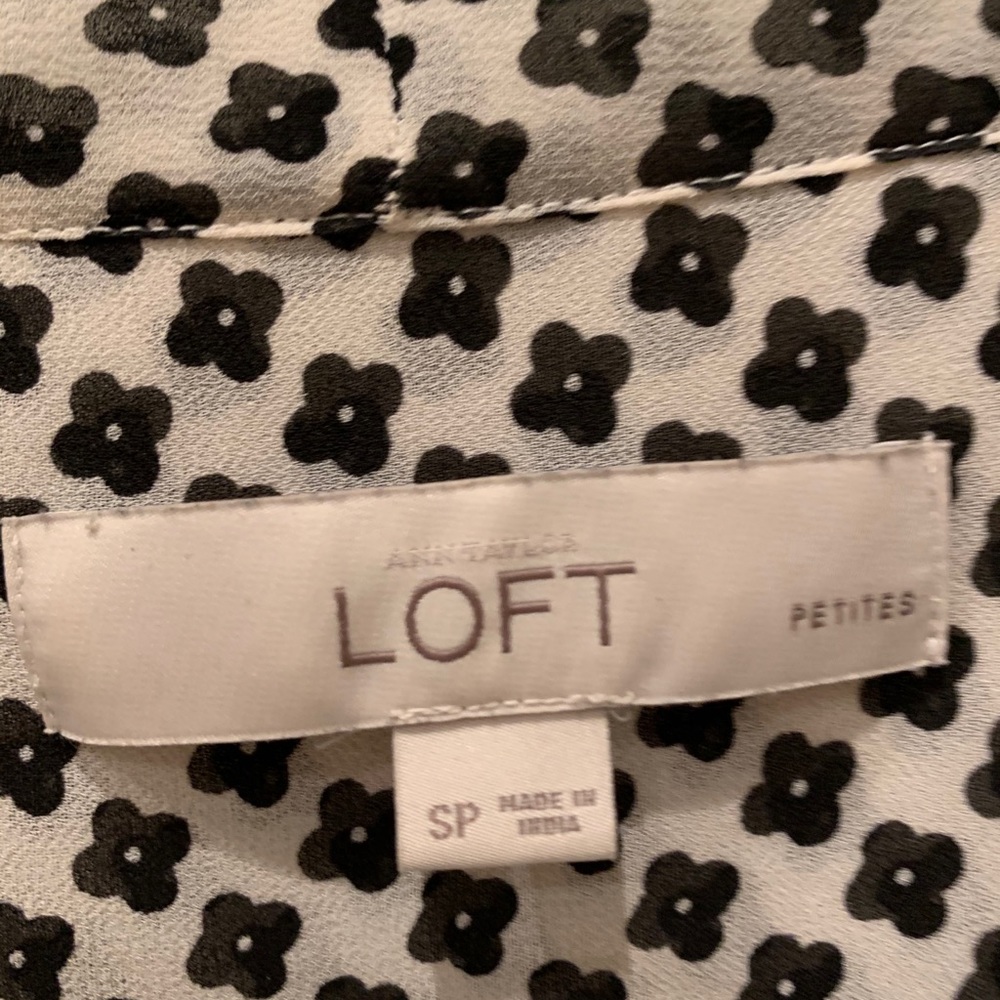 ANN TAYLOR
LOFT
PETITES
SP
MADE IN
INDIA